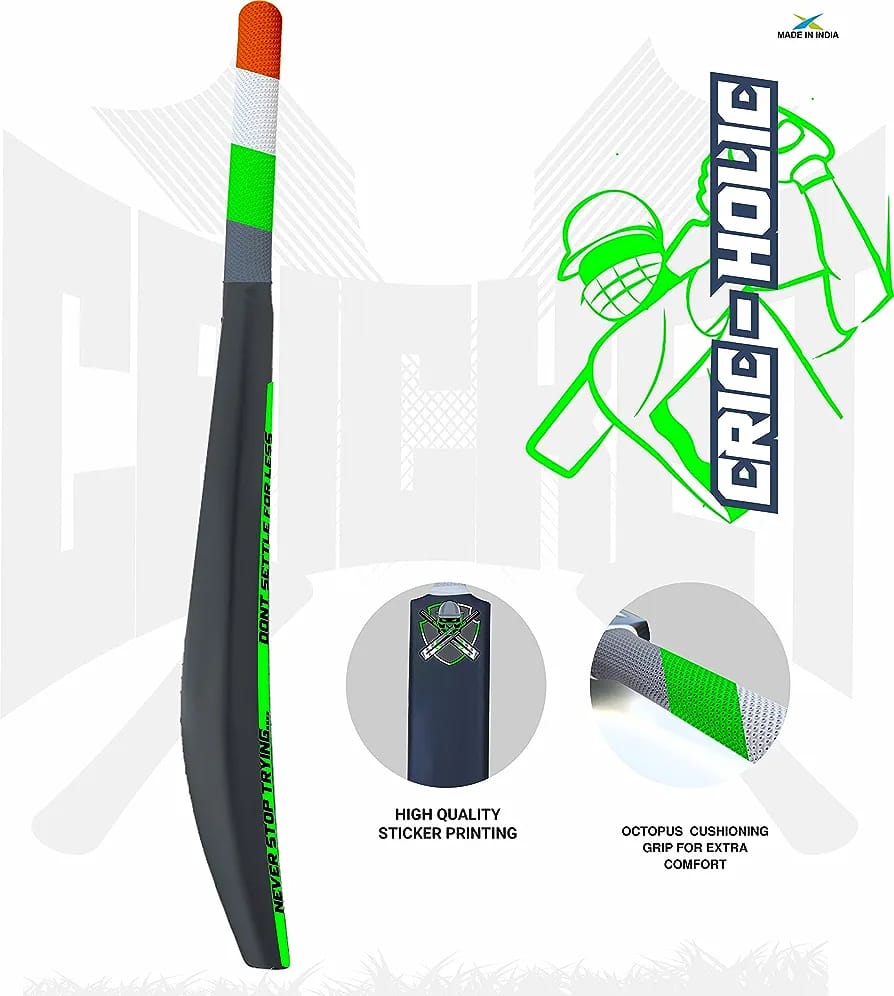 MADE IN INDIA
CRIC-HOLIC
CRICKET
DONT SETTLE FOR LESS
NEVER STOP TRYING....
HIGH QUALITY
STICKER PRINTING
OCTOPUS CUSHIONING
GRIP FOR EXTRA
COMFORT